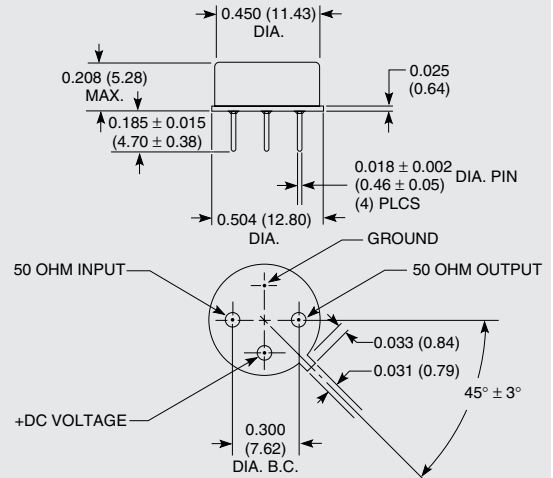 0.450 (11.43)
DIA.
0.208 (5.28)
MAX.
0.025
(0.64)
0.185 ± 0.015
(4.70 ± 0.38)
0.018 ± 0.002
(0.46 ± 0.05)
DIA. PIN
(4) PLCS
0.504 (12.80)
DIA.
GROUND
50 OHM INPUT
50 OHM OUTPUT
0.033 (0.84)
0.031 (0.79)
45° ± 3°
+DC VOLTAGE
0.300
(7.62)
DIA. B.C.